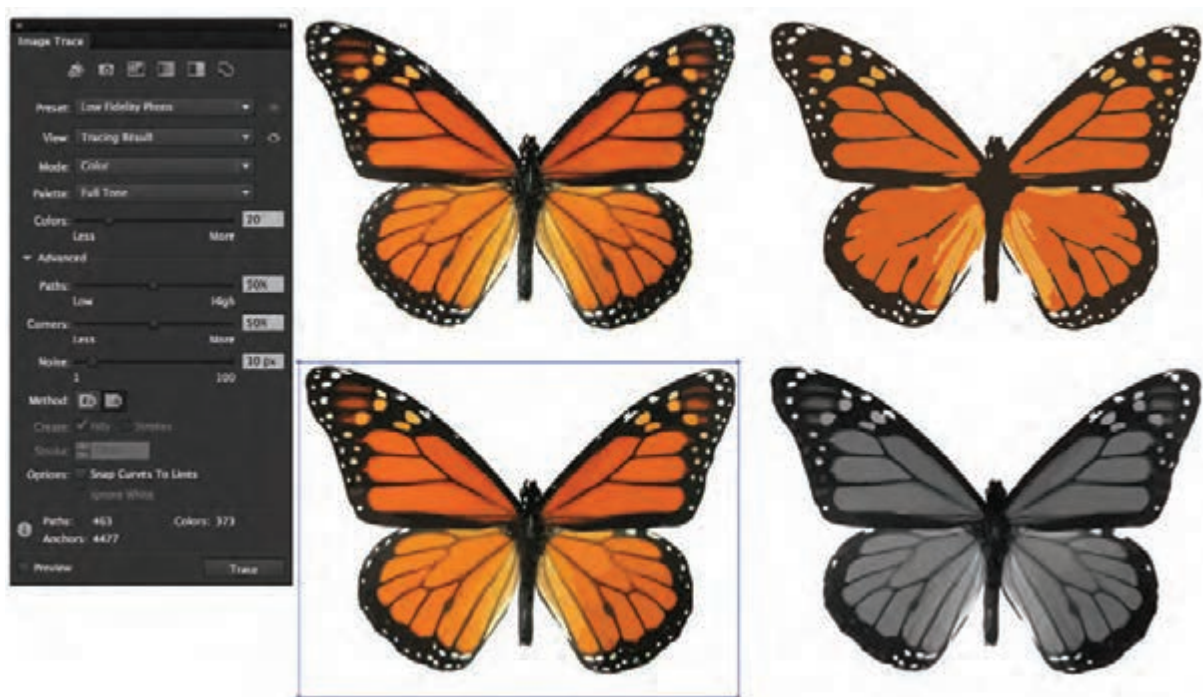 Image Trace
Preset: Low Fidelity Photo
View: Tracing Result
Mode: Color
Palette: Full Tone
Colors: 20
Less More
Advanced
Paths: 50%
Low High
Corners: 50%
Less More
Noise: 10 px
1 100
Method:
Create: Fills Strokes
Stroke:
Options: Snap Curves To Lines
Ignore White
Paths: 463 Colors: 373
Anchors: 4477
Preview Trace